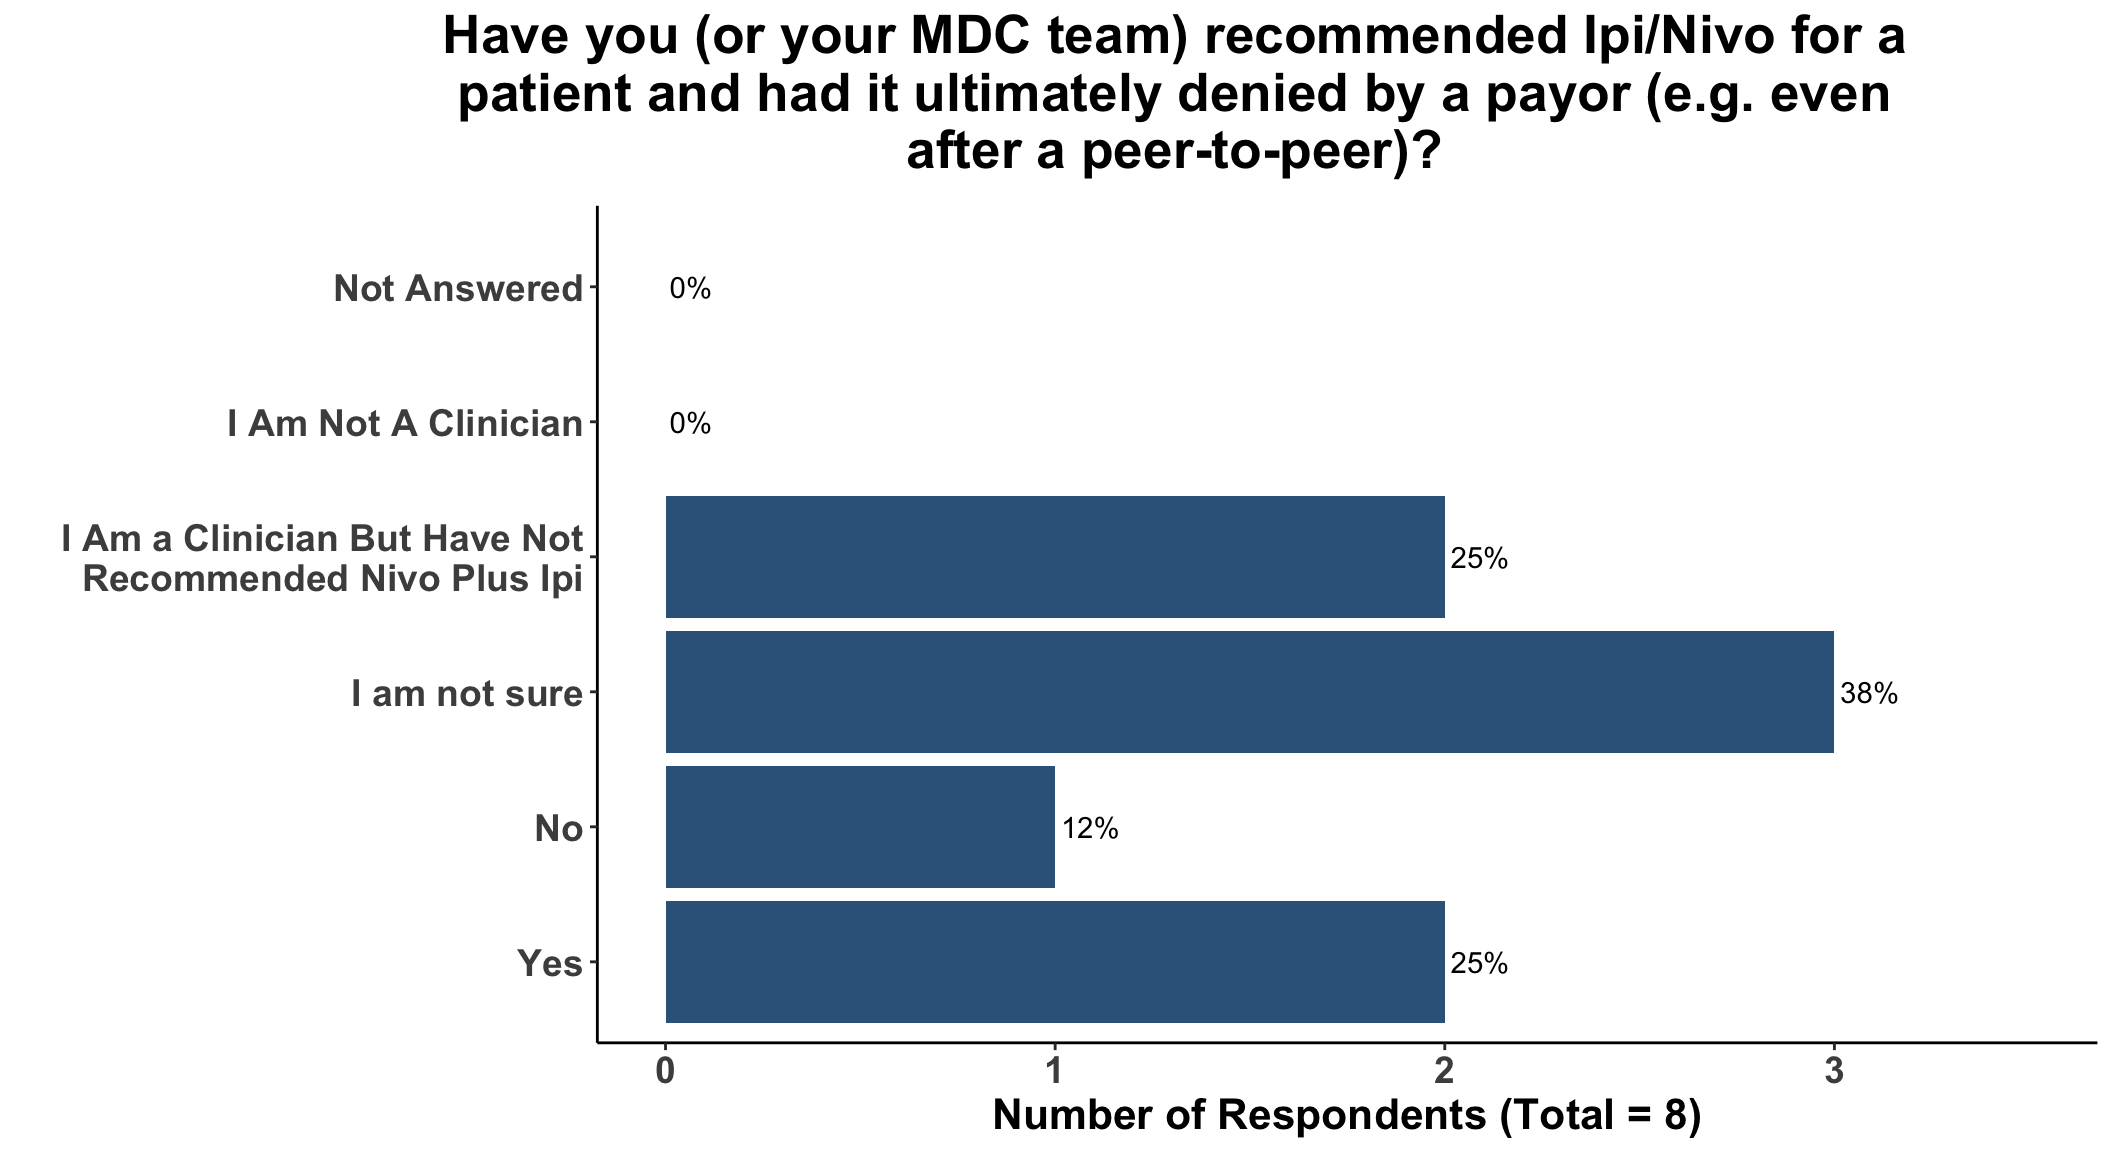 Have you (or your MDC team) recommended Ipi/Nivo for a
patient and had it ultimately denied by a payor (e.g. even
after a peer-to-peer)?
Not Answered
0%
I Am Not A Clinician
0%
I Am a Clinician But Have Not
Recommended Nivo Plus Ipi
25%
I am not sure
38%
No
12%
Yes
25%
0 1 2 3
Number of Respondents (Total = 8)